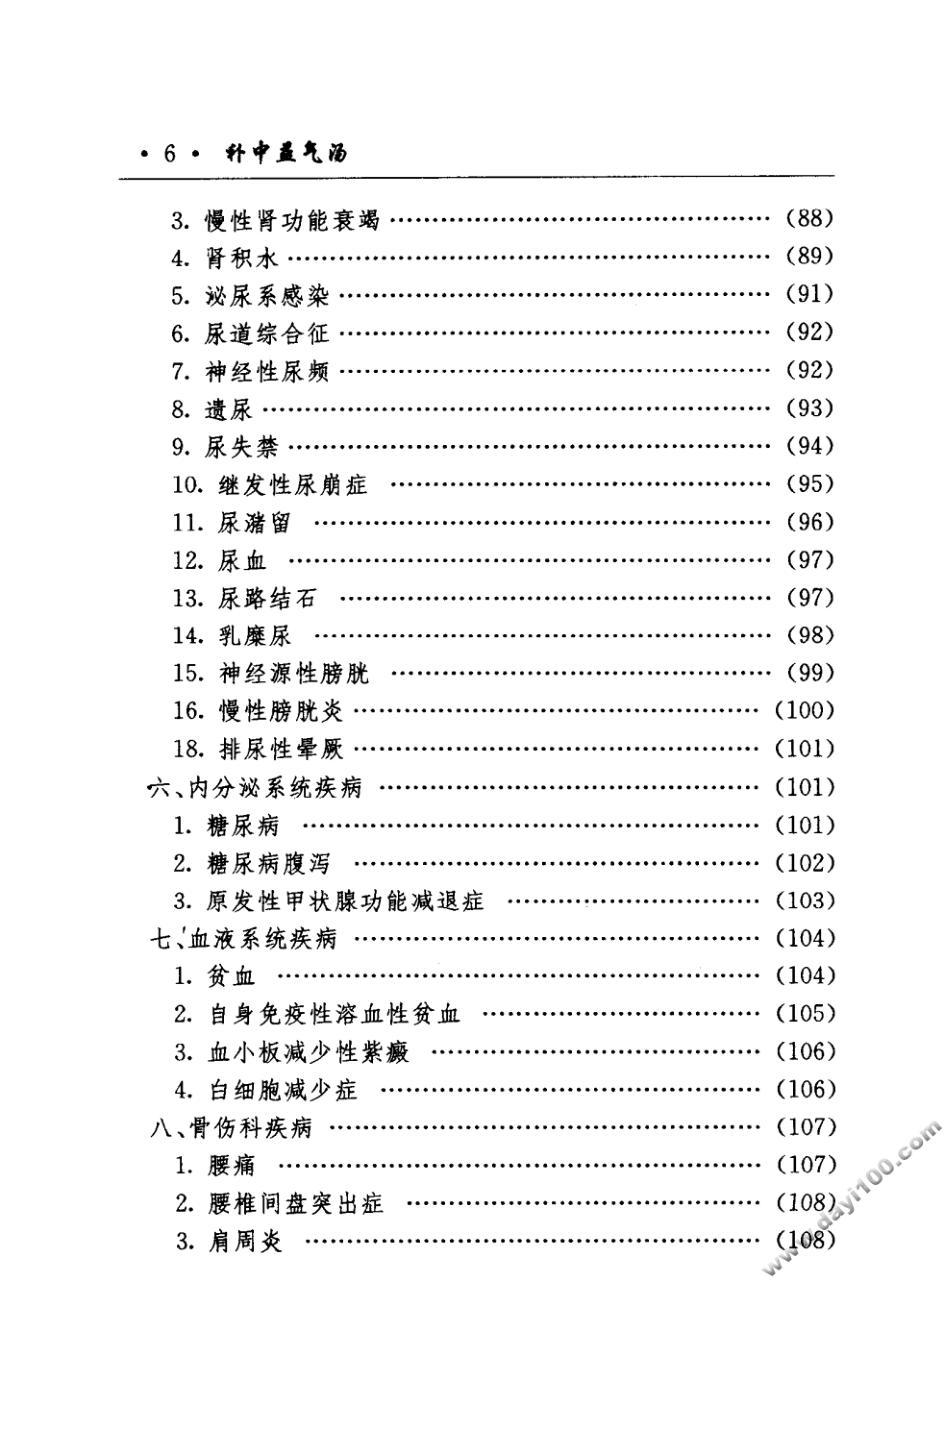 · 6 · 补中益气汤
3. 慢性肾功能衰竭 …………………………………… (88)
4. 肾积水 …………………………………………… (89)
5. 泌尿系感染 ……………………………………… (91)
6. 尿道综合征 ……………………………………… (92)
7. 神经性尿频 ……………………………………… (92)
8. 遗尿 ……………………………………………… (93)
9. 尿失禁 …………………………………………… (94)
10. 继发性尿崩症 ………………………………… (95)
11. 尿潴留 ………………………………………… (96)
12. 尿血 …………………………………………… (97)
13. 尿路结石 ……………………………………… (97)
14. 乳糜尿 ………………………………………… (98)
15. 神经源性膀胱 ………………………………… (99)
16. 慢性膀胱炎 …………………………………… (100)
18. 排尿性晕厥 …………………………………… (101)
六、内分泌系统疾病 ……………………………… (101)
1. 糖尿病 ………………………………………… (101)
2. 糖尿病腹泻 …………………………………… (102)
3. 原发性甲状腺功能减退症 …………………… (103)
七、血液系统疾病 ………………………………… (104)
1. 贫血 …………………………………………… (104)
2. 自身免疫性溶血性贫血 ……………………… (105)
3. 血小板减少性紫癜 …………………………… (106)
4. 白细胞减少症 ………………………………… (106)
八、骨伤科疾病 …………………………………… (107)
1. 腰痛 …………………………………………… (107)
2. 腰椎间盘突出症 ……………………………… (108)
3. 肩周炎 ………………………………………… (108)
www.dayi100.com